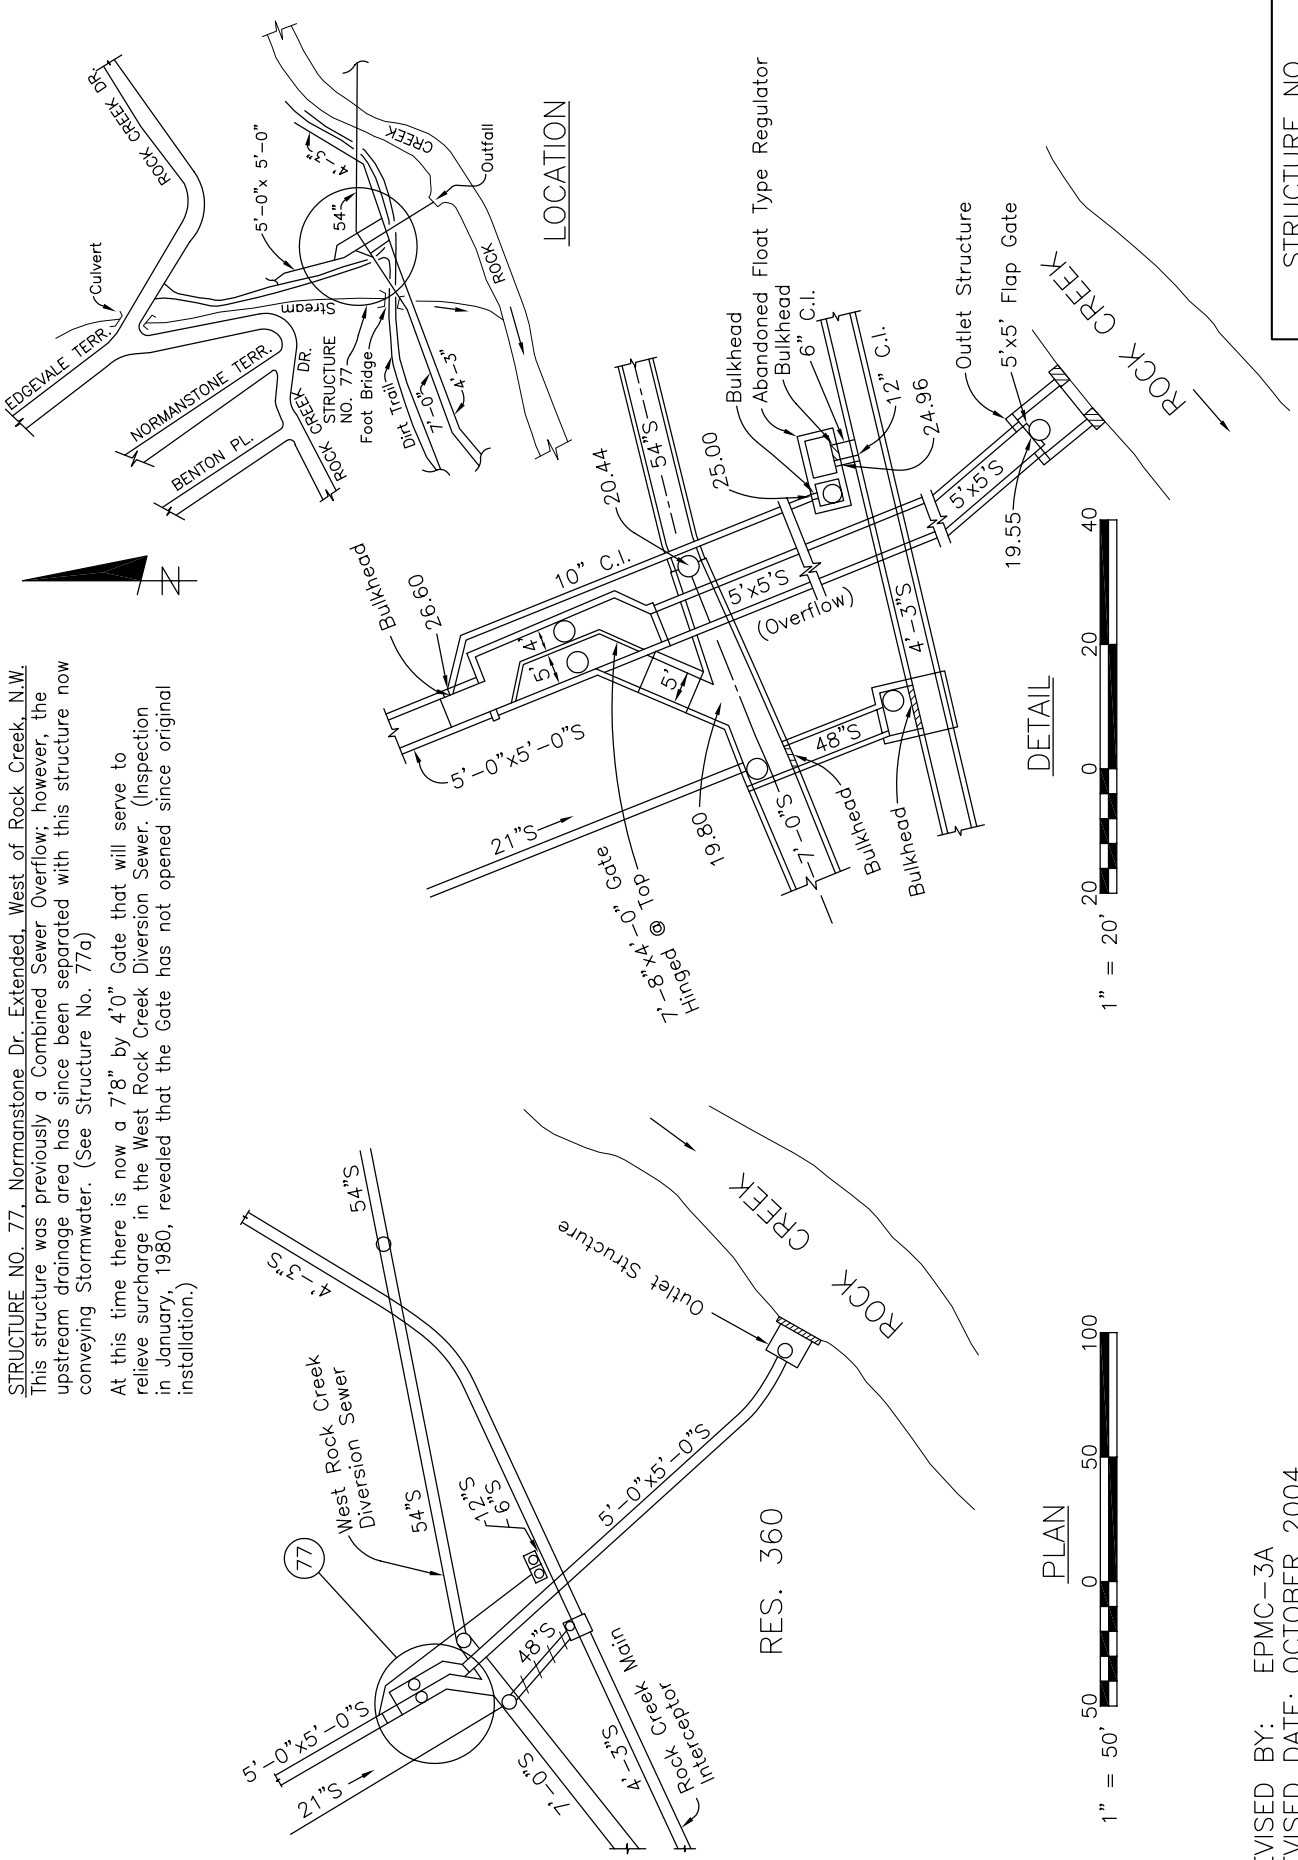 STRUCTURE NO. 77, Normanstone Dr. Extended, West of Rock Creek, N.W.
This structure was previously a Combined Sewer Overflow; however, the
upstream drainage area has since been separated with this structure now
conveying Stormwater. (See Structure No. 77a)
At this time there is now a 7'8" by 4'0" Gate that will serve to
relieve surcharge in the West Rock Creek Diversion Sewer. (Inspection
in January, 1980, revealed that the Gate has not opened since original
installation.)
N
EDGEVALE TERR.
Culvert
ROCK CREEK DR.
ROCK CREEK DR.
NORMANSTONE TERR.
BENTON PL.
ROCK CREEK DR.
5'-0"x 5'-0"
Stream
STRUCTURE
NO. 77
Foot Bridge
Dirt Trail
7'-0"
4'-3"
54"
4'-3"
ROCK
CREEK
Outfall
LOCATION
5'-0"x5'-0"S
21"S
77
West Rock Creek
Diversion Sewer
54"S
54"S
4'-3"S
12"S
6"S
48"S
7'-0"S
4'-3"S
Rock Creek Main
Interceptor
5'-0"x5'-0"S
Outlet Structure
ROCK CREEK
RES. 360
PLAN
1" = 50'
50 0 50 100
Bulkhead
26.60
10" C.I.
5'-0"x5'-0"S
21"S
4'
5'
5'
7'-8"x4'-0" Gate
Hinged @ Top
19.80
7'-0"S
Bulkhead
Bulkhead
48"S
4'-3"S
5'x5'S
(Overflow)
54"S
20.44
25.00
Bulkhead
Abandoned Float Type Regulator
Bulkhead
6" C.I.
12" C.I.
24.96
5'x5'S
19.55
Outlet Structure
5'x5' Flap Gate
ROCK CREEK
DETAIL
1" = 20'
20 0 20 40
STRUCTURE NO.
VISED BY: EPMC-3A
VISED DATE: OCTOBER 2004